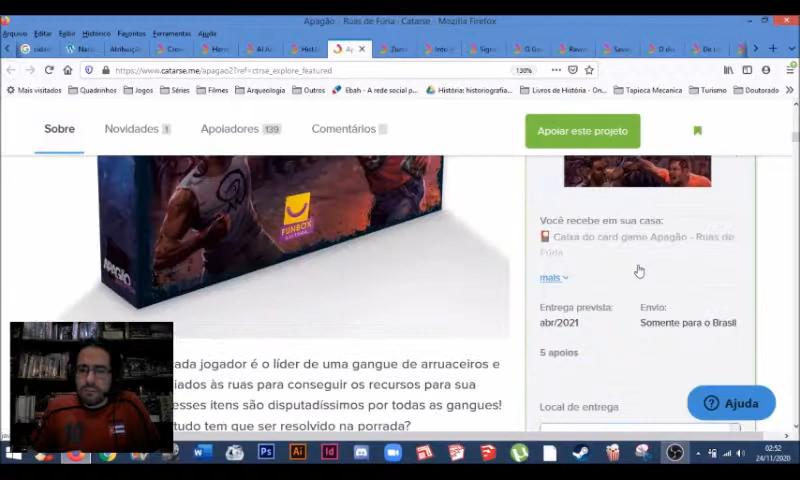 Apagão - Ruas de Fúria · Catarse - Mozilla Firefox
Arquivo Editar Exibir Histórico Favoritos Ferramentas Ajuda
https://www.catarse.me/apagao2?ref=ctrse_explore_featured
130%
Mais visitados Quadrinhos Jogos Séries Filmes Arqueologia Outros Ebah - A rede social p... História: historiografia... Livros de História - On... Tapioca Mecanica Turismo Doutorado
Sobre Novidades 1 Apoiadores 139 Comentários
Apoiar este projeto
FUNBOX
APAGÃO
Você recebe em sua casa:
Caixa do card game Apagão - Ruas de
Fúria
mais
Entrega prevista: Envio:
abr/2021 Somente para o Brasil
5 apoios
Local de entrega
ada jogador é o líder de uma gangue de arruaceiros e
iados às ruas para conseguir os recursos para sua
esses itens são disputadíssimos por todas as gangues!
tudo tem que ser resolvido na porrada?
Ajuda
02:52
24/11/2020